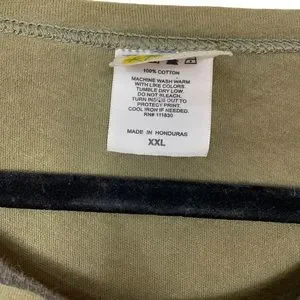 100% COTTON
MACHINE WASH WARM
WITH LIKE COLORS
TUMBLE DRY LOW.
DO NOT BLEACH.
TURN INSIDE OUT TO
PROTECT PRINT.
COOL IRON IF NEEDED.
RN# 111830
MADE IN HONDURAS
XXL